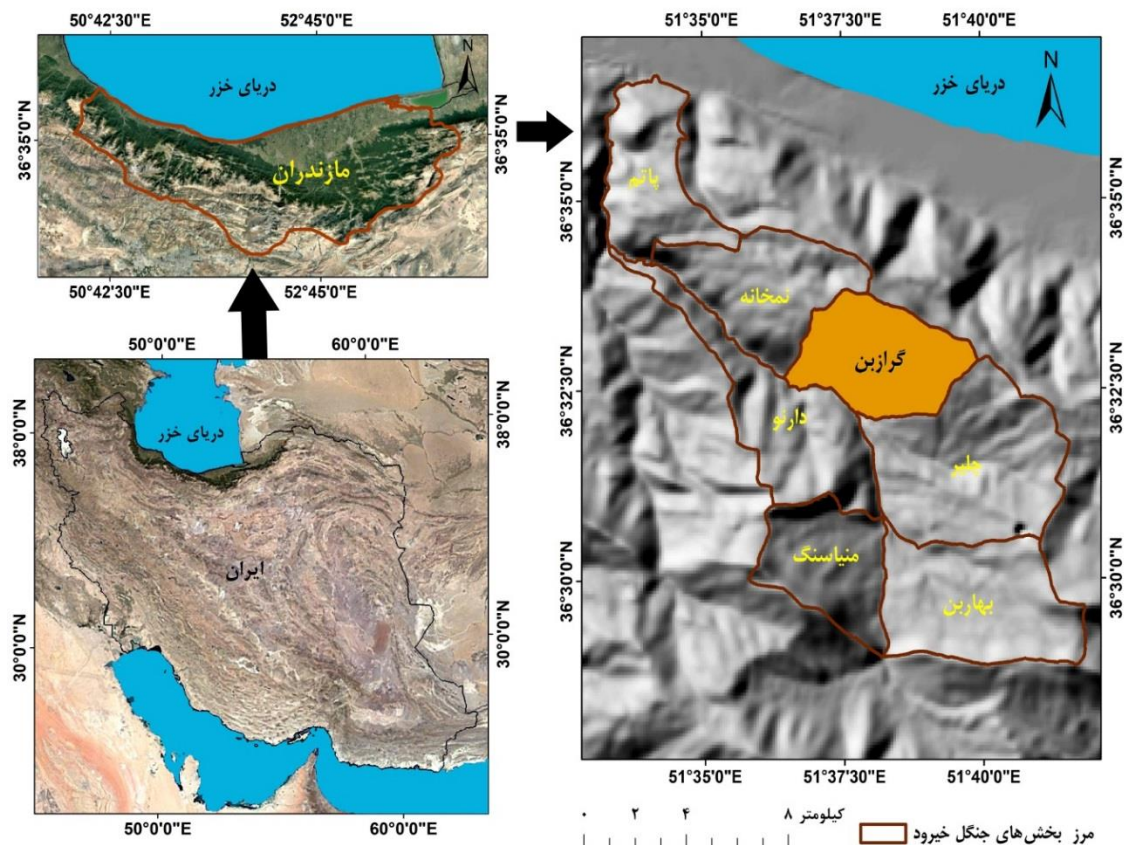 50°42'30"E 52°45'0"E
N
دریای خزر
36°35'0"N
36°35'0"N
ماژندران
50°42'30"E 52°45'0"E
50°0'0"E 60°0'0"E
دریای خزر
38°0'0"N
38°0'0"N
ایران
30°0'0"N
30°0'0"N
50°0'0"E 60°0'0"E
51°35'0"E 51°37'30"E 51°40'0"E
دریای خزر
N
پاتم
36°35'0"N
36°35'0"N
نمخانه
گرازبن
36°32'30"N
36°32'30"N
دارنو
چلیر
منیاسنگ
36°30'0"N
36°30'0"N
بهاربن
51°35'0"E 51°37'30"E 51°40'0"E
۰ ۲ ۴ ۸ کیلومتر
مرز بخش‌های جنگل خیرود